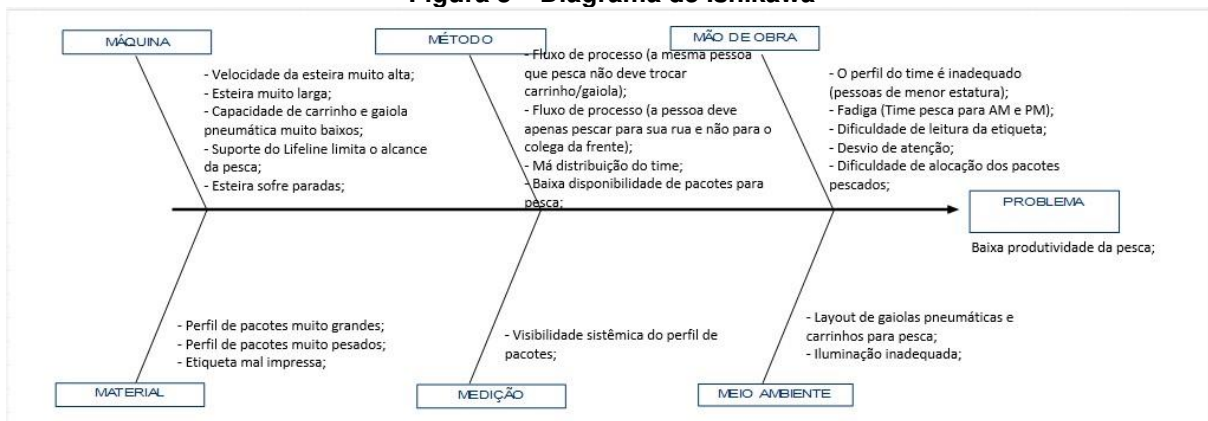 MÁQUINA
- Velocidade da esteira muito alta;
- Esteira muito larga;
- Capacidade de carrinho e gaiola
pneumática muito baixos;
- Suporte do Lifeline limita o alcance
da pesca;
- Esteira sofre paradas;
MÉTODO
- Fluxo de processo (a mesma pessoa
que pesca não deve trocar
carrinho/gaiola);
- Fluxo de processo (a pessoa deve
apenas pescar para sua rua e não para o
colega da frente);
- Má distribuição do time;
- Baixa disponibilidade de pacotes para
pesca;
MÃO DE OBRA
- O perfil do time é inadequado
(pessoas de menor estatura);
- Fadiga (Time pesca para AM e PM);
- Dificuldade de leitura da etiqueta;
- Desvio de atenção;
- Dificuldade de alocação dos pacotes
pescados;
PROBLEMA
Baixa produtividade da pesca;
- Perfil de pacotes muito grandes;
- Perfil de pacotes muito pesados;
- Etiqueta mal impressa;
MATERIAL
- Visibilidade sistêmica do perfil de
pacotes;
MEDIÇÃO
- Layout de gaiolas pneumáticas e
carrinhos para pesca;
- Iluminação inadequada;
MEIO AMBIENTE